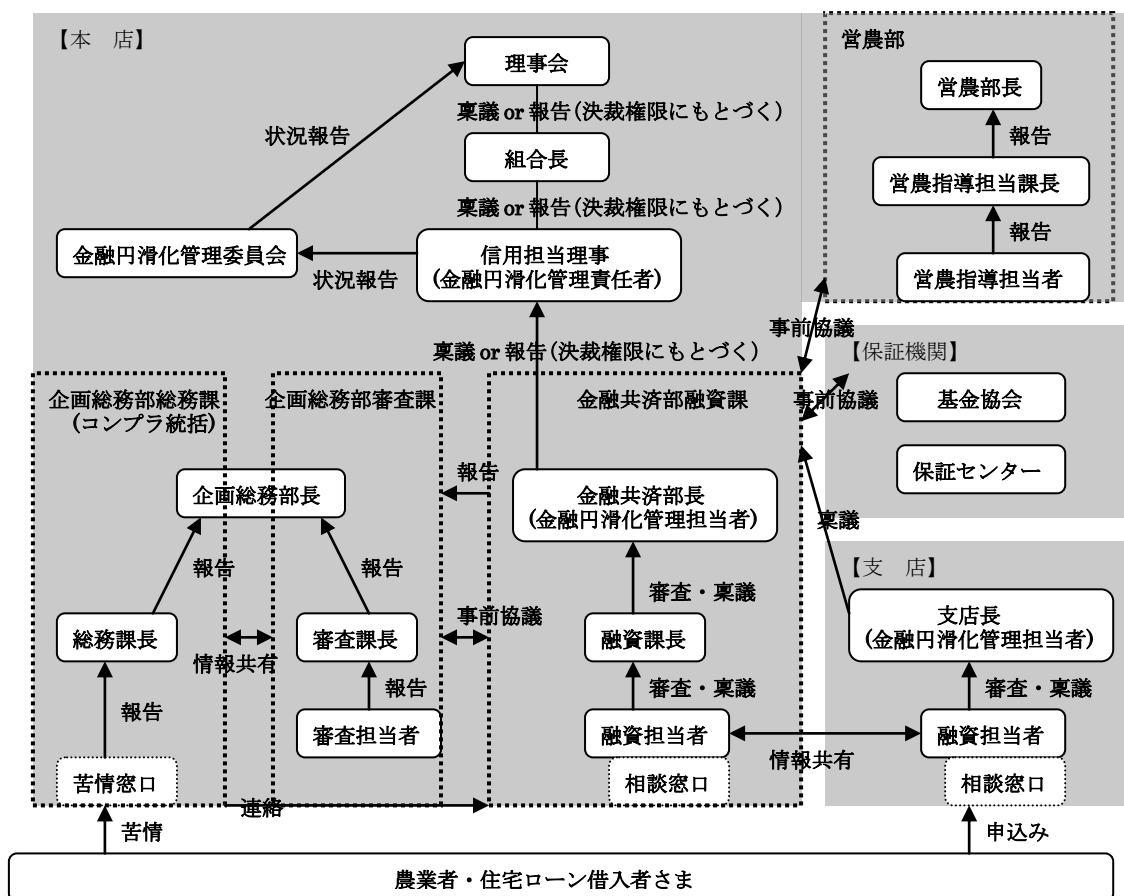 【本　店】
理事会
稟議 or 報告(決裁権限にもとづく)
状況報告
組合長
稟議 or 報告(決裁権限にもとづく)
金融円滑化管理委員会
状況報告
信用担当理事
(金融円滑化管理責任者)
稟議 or 報告(決裁権限にもとづく)
営農部
営農部長
報告
営農指導担当課長
報告
営農指導担当者
事前協議
【保証機関】
事前協議
基金協会
保証センター
稟議
企画総務部総務課
(コンプラ統括)
企画総務部審査課
金融共済部融資課
企画総務部長
報告
金融共済部長
(金融円滑化管理担当者)
報告
報告
審査・稟議
総務課長
情報共有
審査課長
事前協議
融資課長
報告
報告
審査・稟議
審査担当者
融資担当者
情報共有
苦情窓口
相談窓口
連絡
【支　店】
支店長
(金融円滑化管理担当者)
審査・稟議
融資担当者
相談窓口
苦情
申込み
農業者・住宅ローン借入者さま